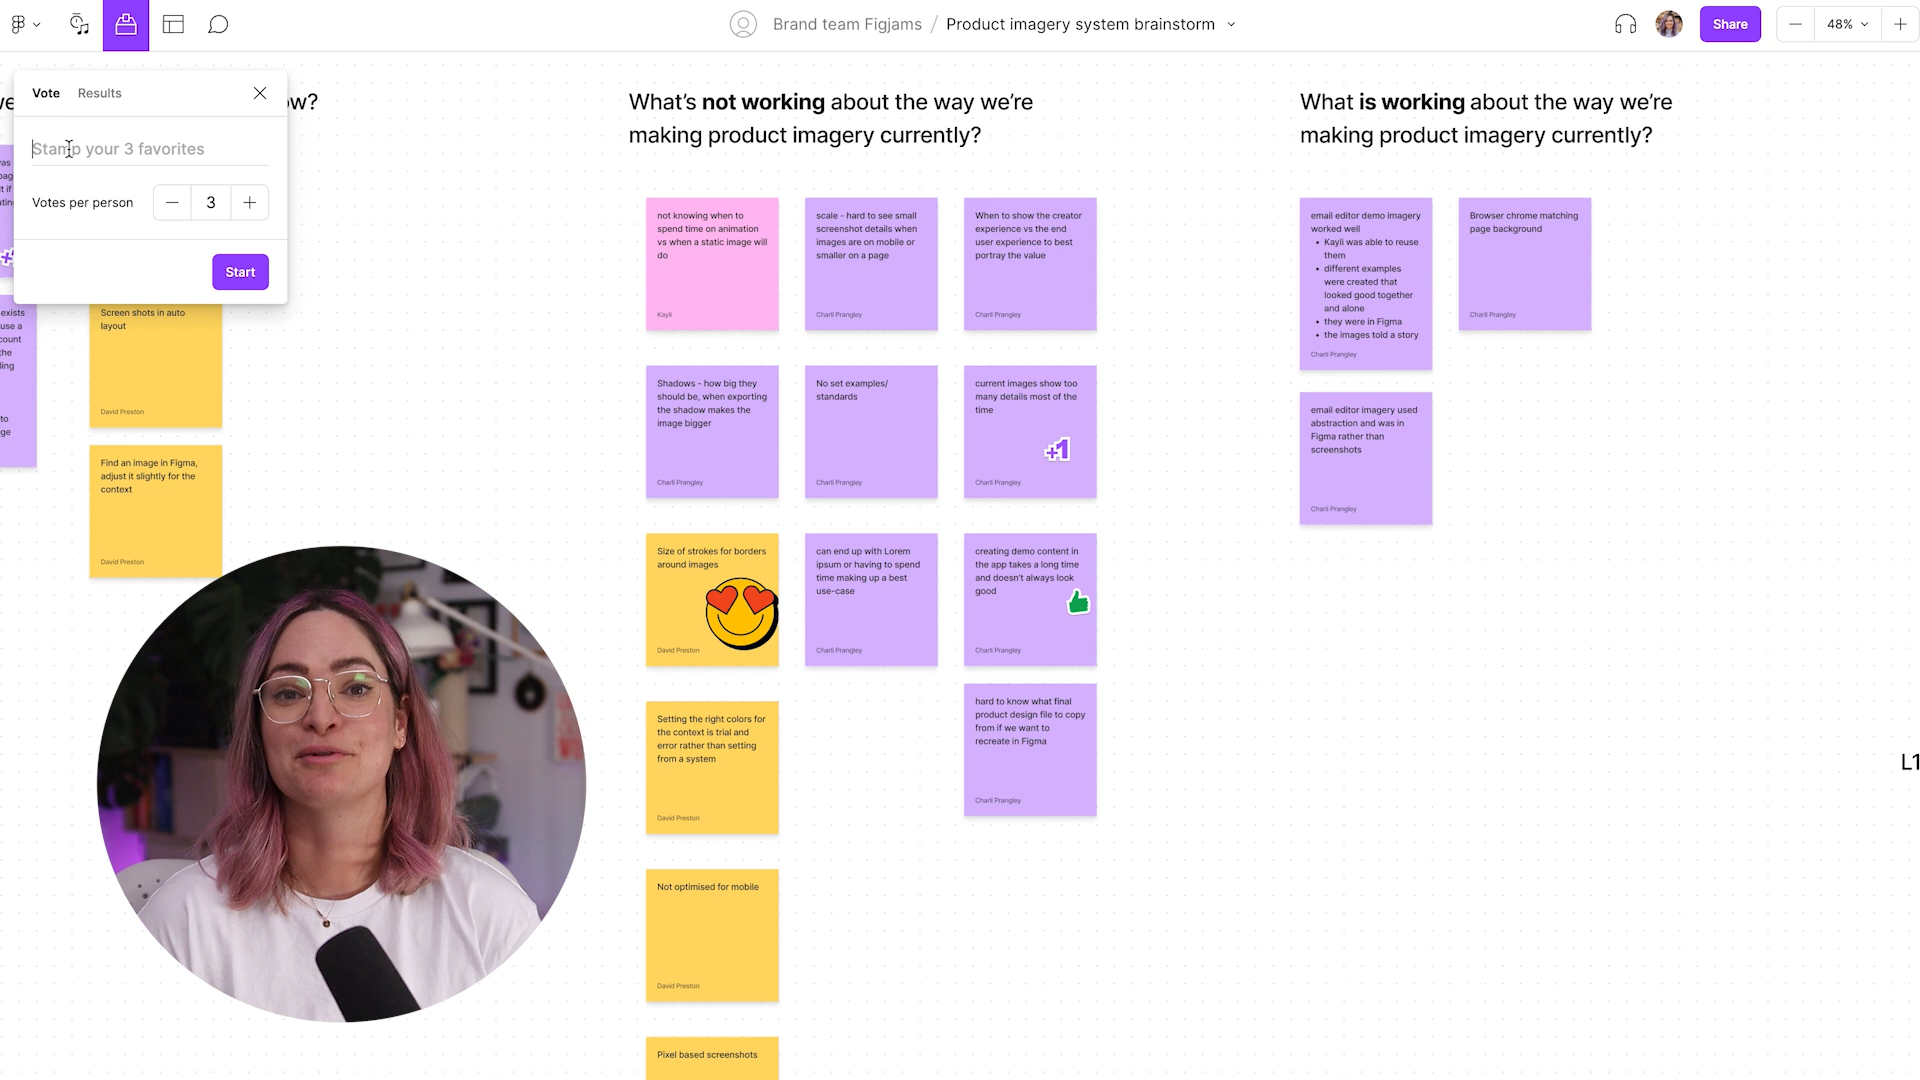 Brand team Figjams / Product imagery system brainstorm
Share
48%
Vote Results
Stamp your 3 favorites
Votes per person
3
Start
we
ow?
What's not working about the way we're
making product imagery currently?
What is working about the way we're
making product imagery currently?
exists
use a
count
the
ling
to
ge
Screen shots in auto
layout
David Preston
Find an image in Figma,
adjust it slightly for the
context
David Preston
not knowing when to
spend time on animation
vs when a static image will
do
Kayli
scale - hard to see small
screenshot details when
images are on mobile or
smaller on a page
Charli Prangley
When to show the creator
experience vs the end
user experience to best
portray the value
Charli Prangley
Shadows - how big they
should be, when exporting
the shadow makes the
image bigger
Charli Prangley
No set examples/
standards
Charli Prangley
current images show too
many details most of the
time
+1
Charli Prangley
Size of strokes for borders
around images
David Preston
can end up with Lorem
ipsum or having to spend
time making up a best
use-case
Charli Prangley
creating demo content in
the app takes a long time
and doesn't always look
good
Charli Prangley
Setting the right colors for
the context is trial and
error rather than setting
from a system
David Preston
hard to know what final
product design file to copy
from if we want to
recreate in Figma
Charli Prangley
Not optimised for mobile
David Preston
Pixel based screenshots
email editor demo imagery
worked well
• Kayli was able to reuse
them
• different examples
were created that
looked good together
and alone
• they were in Figma
• the images told a story
Charli Prangley
Browser chrome matching
page background
Charli Prangley
email editor imagery used
abstraction and was in
Figma rather than
screenshots
Charli Prangley
L1